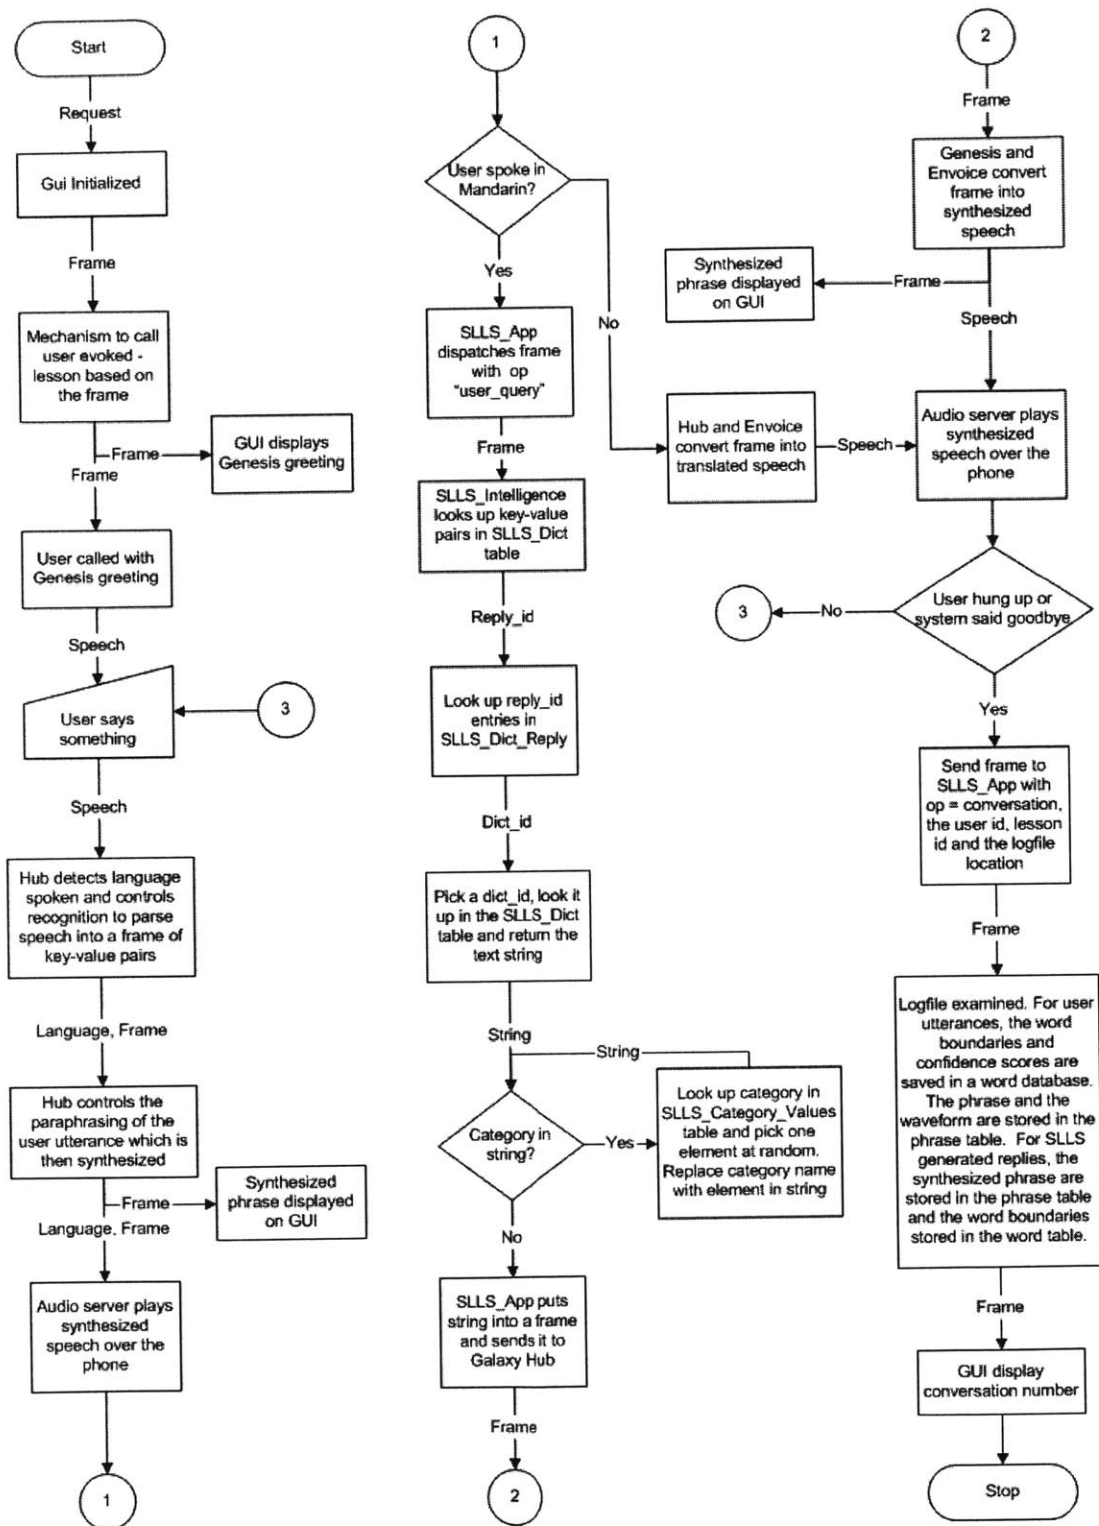 Start
Request
Gui Initialized
Frame
Mechanism to call
user evoked -
lesson based on
the frame
Frame
GUI displays
Genesis greeting
Frame
User called with
Genesis greeting
Speech
User says
something
3
Speech
Hub detects language
spoken and controls
recognition to parse
speech into a frame of
key-value pairs
Language, Frame
Hub controls the
paraphrasing of the
user utterance which is
then synthesized
Frame
Synthesized
phrase displayed
on GUI
Language, Frame
Audio server plays
synthesized
speech over the
phone
1
1
User spoke in
Mandarin?
Yes
No
SLLS_App
dispatches frame
with op
"user_query"
Frame
SLLS_Intelligence
looks up key-value
pairs in SLLS_Dict
table
Reply_id
Look up reply_id
entries in
SLLS_Dict_Reply
Dict_id
Pick a dict_id, look it
up in the SLLS_Dict
table and return the
text string
String
String
Category in
string?
Yes
Look up category in
SLLS_Category_Values
table and pick one
element at random.
Replace category name
with element in string
No
SLLS_App puts
string into a frame
and sends it to
Galaxy Hub
Frame
2
2
Frame
Genesis and
Envoice convert
frame into
synthesized
speech
Frame
Synthesized
phrase displayed
on GUI
Speech
Hub and Envoice
convert frame into
translated speech
Speech
Audio server plays
synthesized
speech over the
phone
User hung up or
system said goodbye
No
3
Yes
Send frame to
SLLS_App with
op = conversation,
the user id, lesson
id and the logfile
location
Frame
Logfile examined. For user
utterances, the word
boundaries and
confidence scores are
saved in a word database.
The phrase and the
waveform are stored in the
phrase table. For SLLS
generated replies, the
synthesized phrase are
stored in the phrase table
and the word boundaries
stored in the word table.
Frame
GUI display
conversation number
Stop